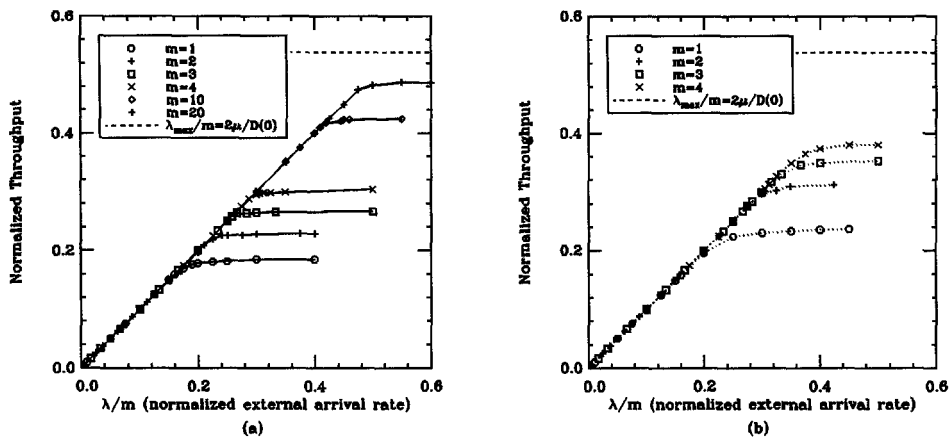 0.6
0.4
0.2
0.0
Normalized Throughput
m=1
m=2
m=3
m=4
m=10
m=20
λmax/m=2μ/D(0)
0.0 0.2 0.4 0.6
λ/m (normalized external arrival rate)
(a)
0.6
0.4
0.2
0.0
Normalized Throughput
m=1
m=2
m=3
m=4
λmax/m=2μ/D(0)
0.0 0.2 0.4 0.6
λ/m (normalized external arrival rate)
(b)